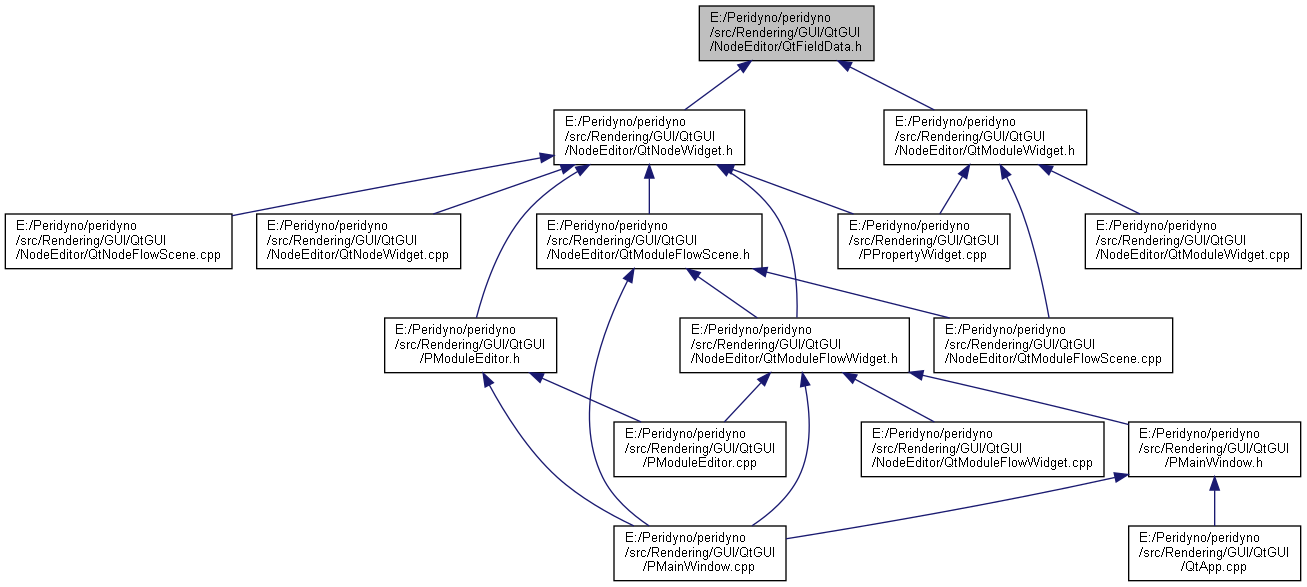 E:/Peridyno/peridyno
/src/Rendering/GUI/QtGUI
/NodeEditor/QtFieldData.h
E:/Peridyno/peridyno
/src/Rendering/GUI/QtGUI
/NodeEditor/QtNodeWidget.h
E:/Peridyno/peridyno
/src/Rendering/GUI/QtGUI
/NodeEditor/QtModuleWidget.h
E:/Peridyno/peridyno
/src/Rendering/GUI/QtGUI
/NodeEditor/QtNodeFlowScene.cpp
E:/Peridyno/peridyno
/src/Rendering/GUI/QtGUI
/NodeEditor/QtNodeWidget.cpp
E:/Peridyno/peridyno
/src/Rendering/GUI/QtGUI
/NodeEditor/QtModuleFlowScene.h
E:/Peridyno/peridyno
/src/Rendering/GUI/QtGUI
/PPropertyWidget.cpp
E:/Peridyno/peridyno
/src/Rendering/GUI/QtGUI
/NodeEditor/QtModuleWidget.cpp
E:/Peridyno/peridyno
/src/Rendering/GUI/QtGUI
/PModuleEditor.h
E:/Peridyno/peridyno
/src/Rendering/GUI/QtGUI
/NodeEditor/QtModuleFlowWidget.h
E:/Peridyno/peridyno
/src/Rendering/GUI/QtGUI
/NodeEditor/QtModuleFlowScene.cpp
E:/Peridyno/peridyno
/src/Rendering/GUI/QtGUI
/PModuleEditor.cpp
E:/Peridyno/peridyno
/src/Rendering/GUI/QtGUI
/NodeEditor/QtModuleFlowWidget.cpp
E:/Peridyno/peridyno
/src/Rendering/GUI/QtGUI
/PMainWindow.h
E:/Peridyno/peridyno
/src/Rendering/GUI/QtGUI
/PMainWindow.cpp
E:/Peridyno/peridyno
/src/Rendering/GUI/QtGUI
/QtApp.cpp